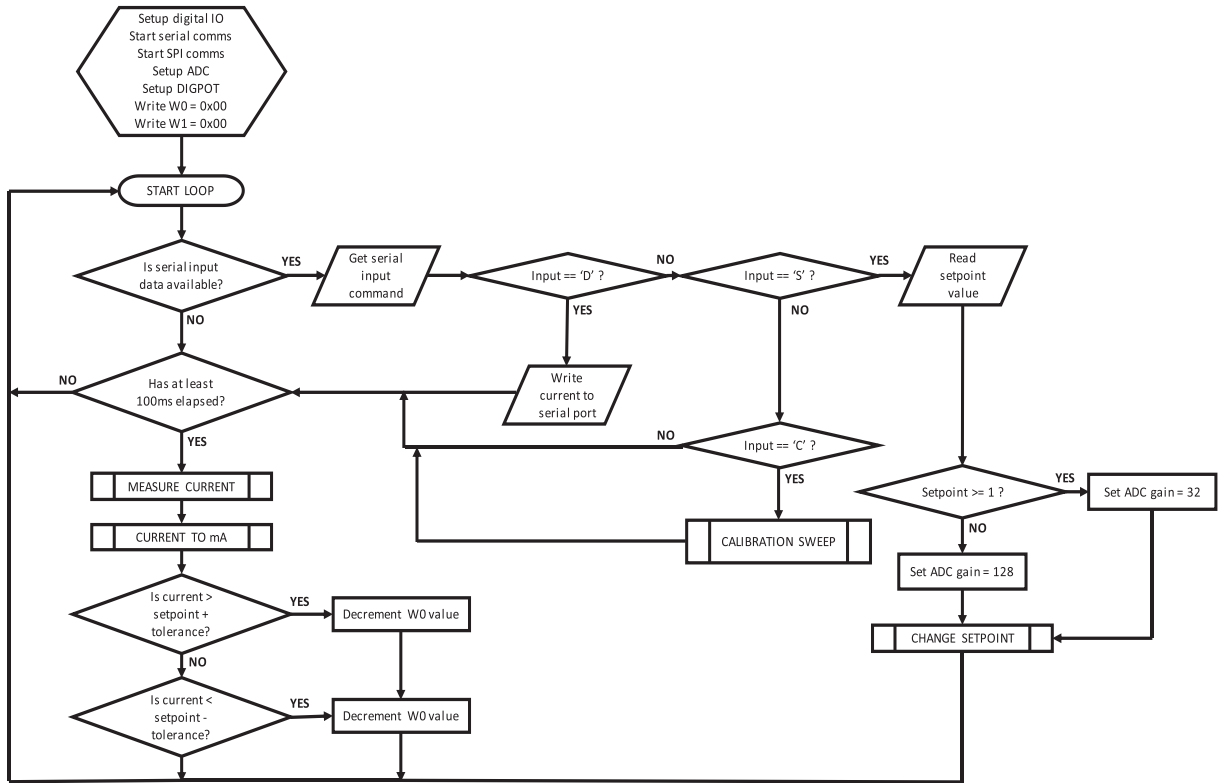 Setup digital IO
Start serial comms
Start SPI comms
Setup ADC
Setup DIGPOT
Write W0 = 0x00
Write W1 = 0x00
START LOOP
Is serial input
data available?
YES
NO
Get serial
input
command
Input == ‘D’ ?
NO
YES
Input == ‘S’ ?
YES
NO
Read
setpoint
value
Has at least
100ms elapsed?
NO
YES
Write
current to
serial port
Input == ‘C’ ?
NO
YES
CALIBRATION SWEEP
Setpoint >= 1 ?
YES
NO
Set ADC gain = 32
Set ADC gain = 128
CHANGE SETPOINT
MEASURE CURRENT
CURRENT TO mA
Is current >
setpoint +
tolerance?
YES
NO
Decrement W0 value
Is current <
setpoint -
tolerance?
YES
Decrement W0 value